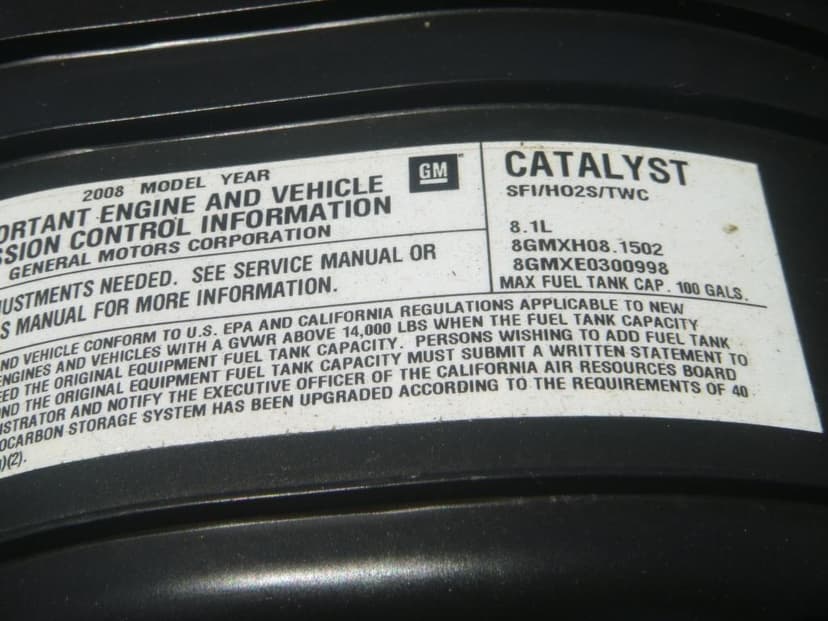 2008 MODEL YEAR
ORTANT ENGINE AND VEHICLE
SSION CONTROL INFORMATION
GENERAL MOTORS CORPORATION
GM
JUSTMENTS NEEDED. SEE SERVICE MANUAL OR
S MANUAL FOR MORE INFORMATION.
CATALYST
SFI/HO2S/TWC
8.1L
8GMXH08.1502
8GMXE0300998
MAX FUEL TANK CAP. 100 GALS.
ND VEHICLE CONFORM TO U.S. EPA AND CALIFORNIA REGULATIONS APPLICABLE TO NEW
ENGINES AND VEHICLES WITH A GVWR ABOVE 14,000 LBS WHEN THE FUEL TANK CAPACITY
ED THE ORIGINAL EQUIPMENT FUEL TANK CAPACITY. PERSONS WISHING TO ADD FUEL TANK
ND THE ORIGINAL EQUIPMENT FUEL TANK CAPACITY MUST SUBMIT A WRITTEN STATEMENT TO
ISTRATOR AND NOTIFY THE EXECUTIVE OFFICER OF THE CALIFORNIA AIR RESOURCES BOARD
OCARBON STORAGE SYSTEM HAS BEEN UPGRADED ACCORDING TO THE REQUIREMENTS OF 40
)(2).